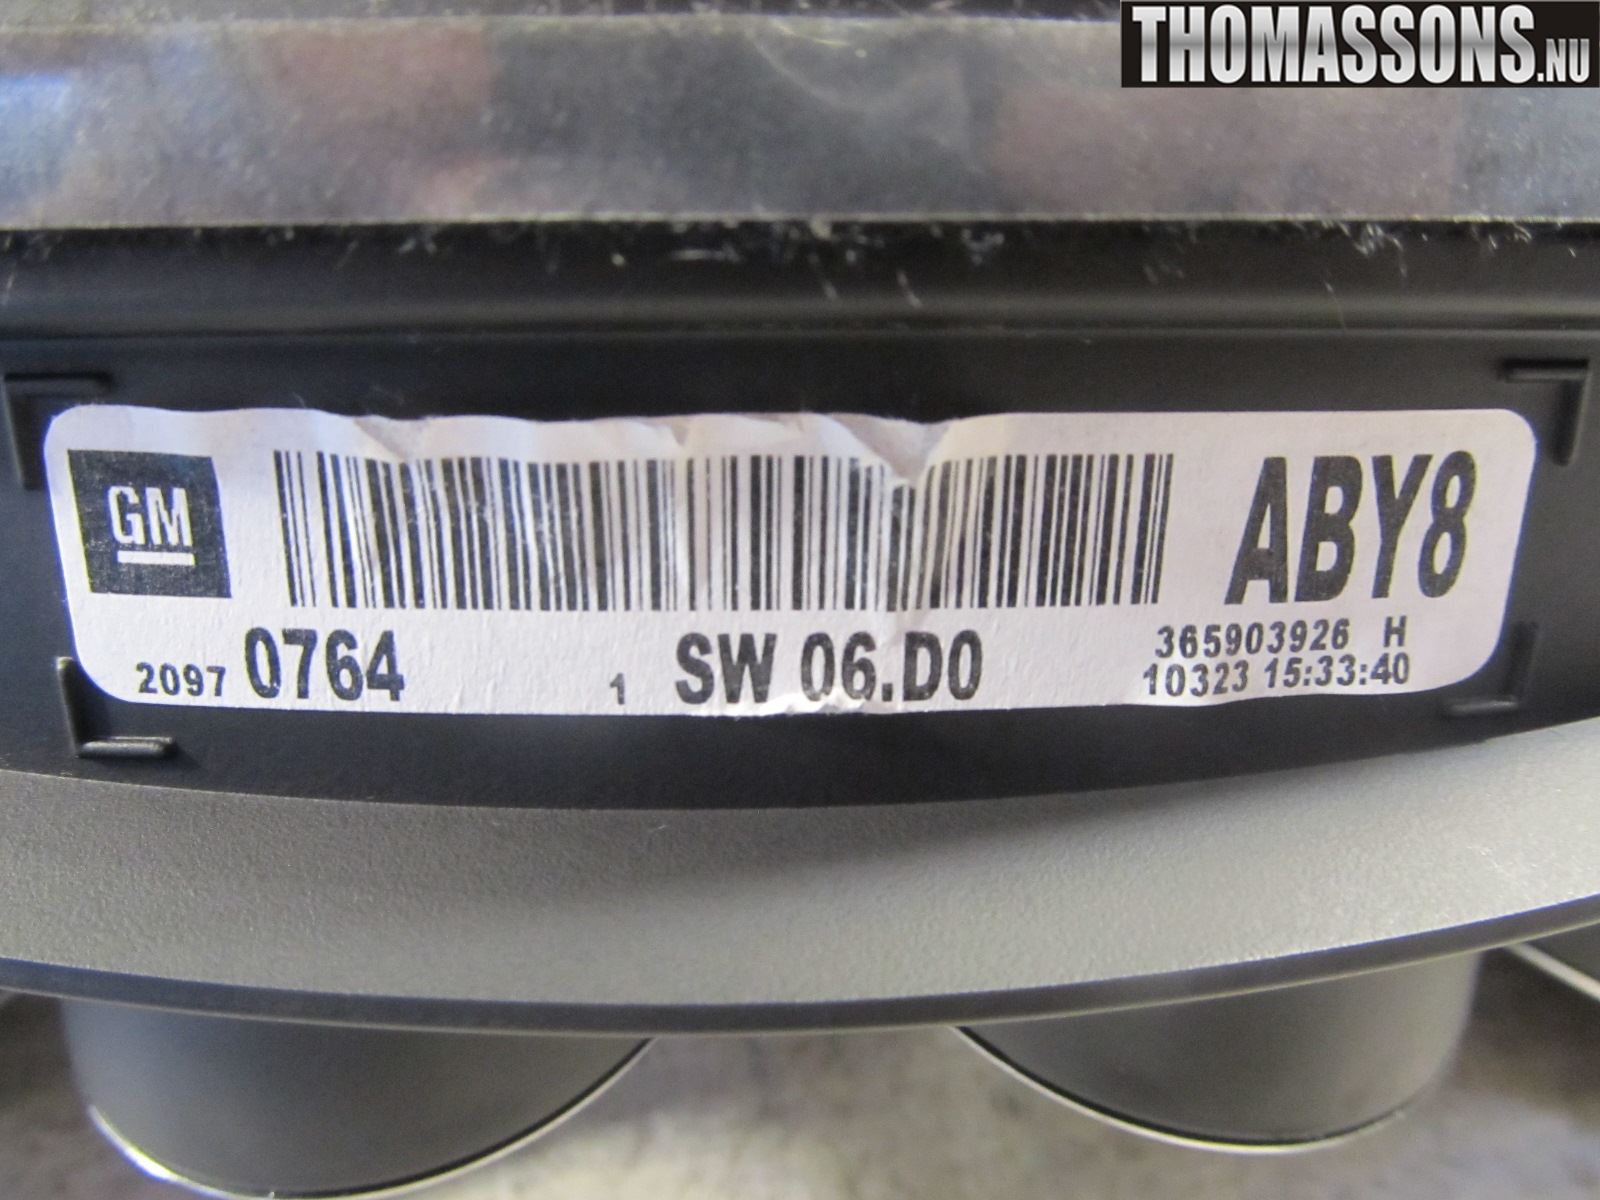 THOMASSONS.NU
GM
ABY8
2097 0764 1 SW 06.D0
365903926 H
10323 15:33:40